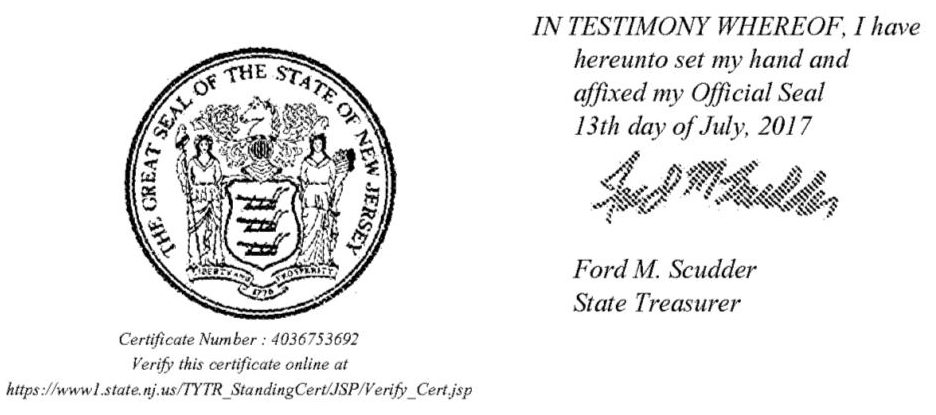 THE GREAT SEAL OF THE STATE OF NEW JERSEY
LIBERTY AND PROSPERITY
1776
Certificate Number : 4036753692
Verify this certificate online at
https://www1.state.nj.us/TYTR_StandingCert/JSP/Verify_Cert.jsp
IN TESTIMONY WHEREOF, I have
hereunto set my hand and
affixed my Official Seal
13th day of July, 2017
Ford M Scudder
Ford M. Scudder
State Treasurer